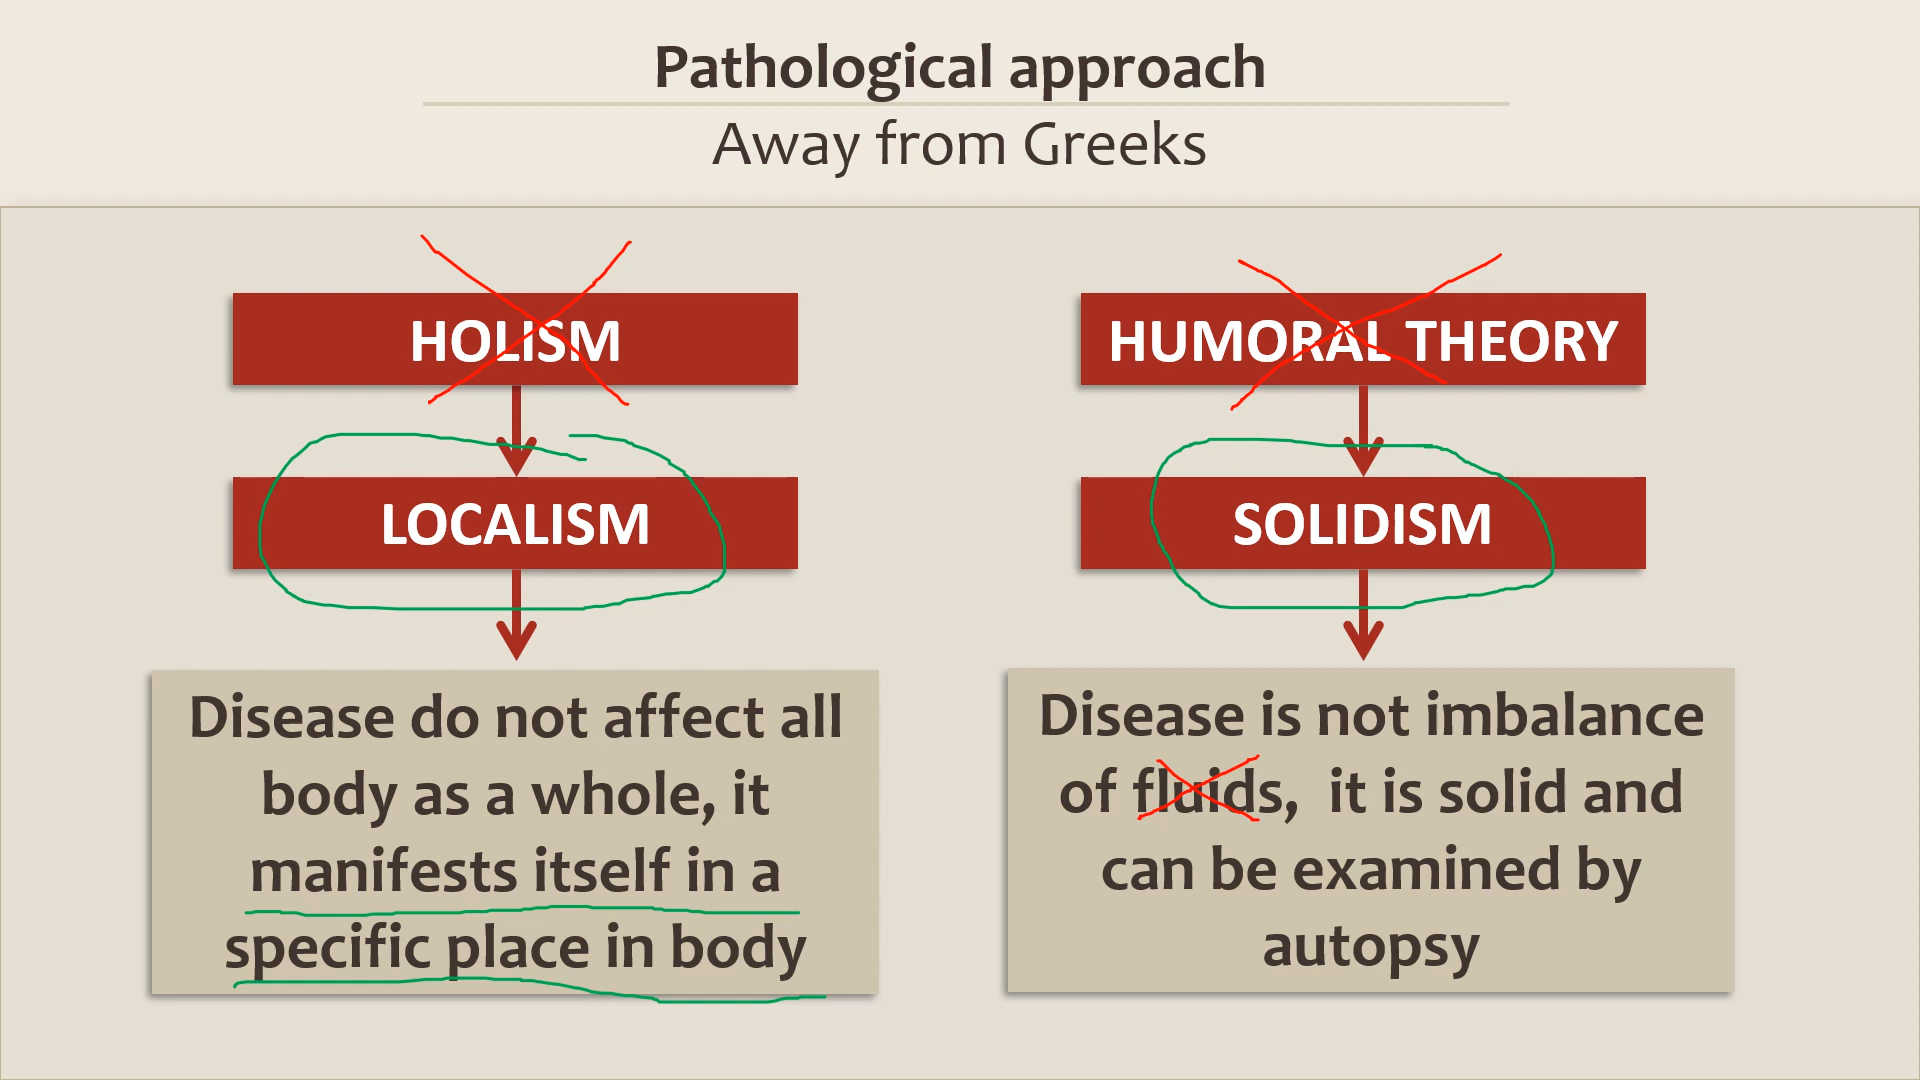 Pathological approach
Away from Greeks
HOLISM
LOCALISM
Disease do not affect all
body as a whole, it
manifests itself in a
specific place in body
HUMORAL THEORY
SOLIDISM
Disease is not imbalance
of fluids, it is solid and
can be examined by
autopsy